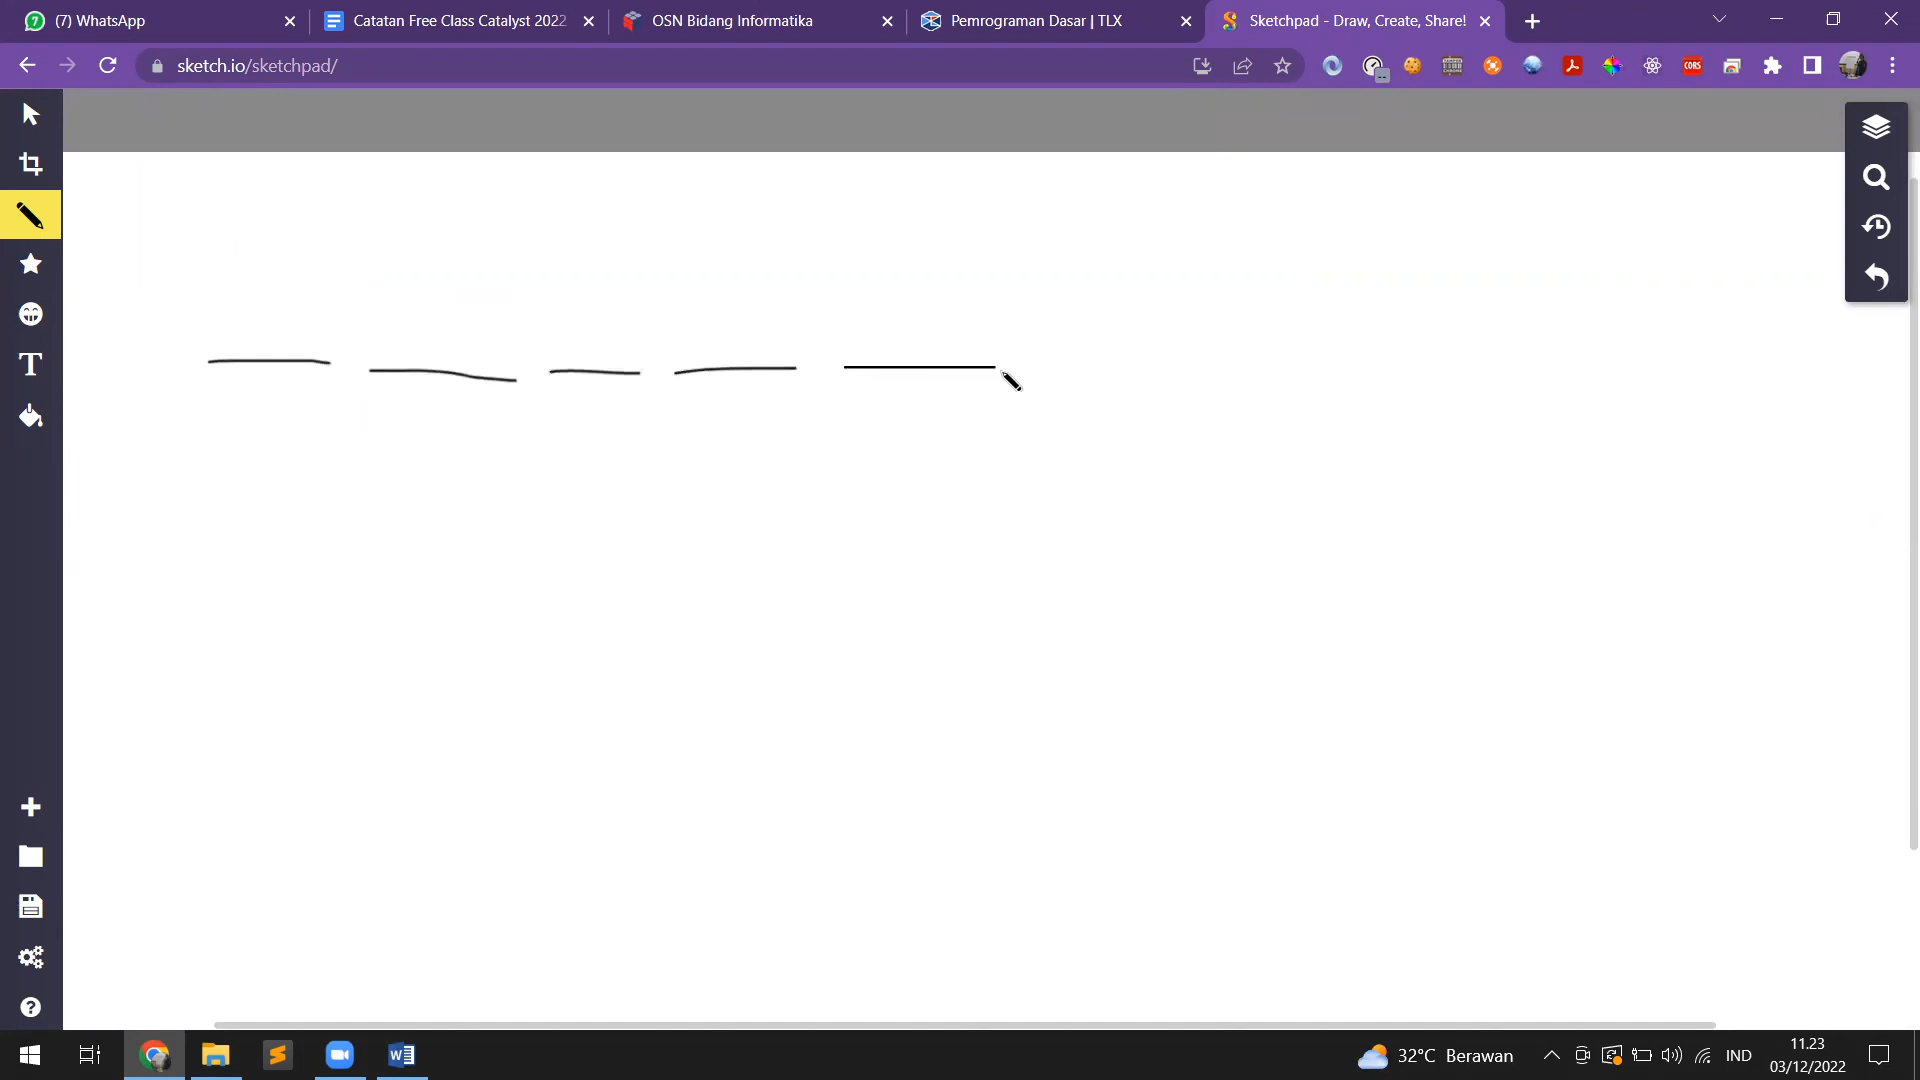 (7) WhatsApp
Catatan Free Class Catalyst 2022
OSN Bidang Informatika
Pemrograman Dasar | TLX
Sketchpad - Draw, Create, Share!
sketch.io/sketchpad/
CORS
T
32°C Berawan
IND
11.23
03/12/2022